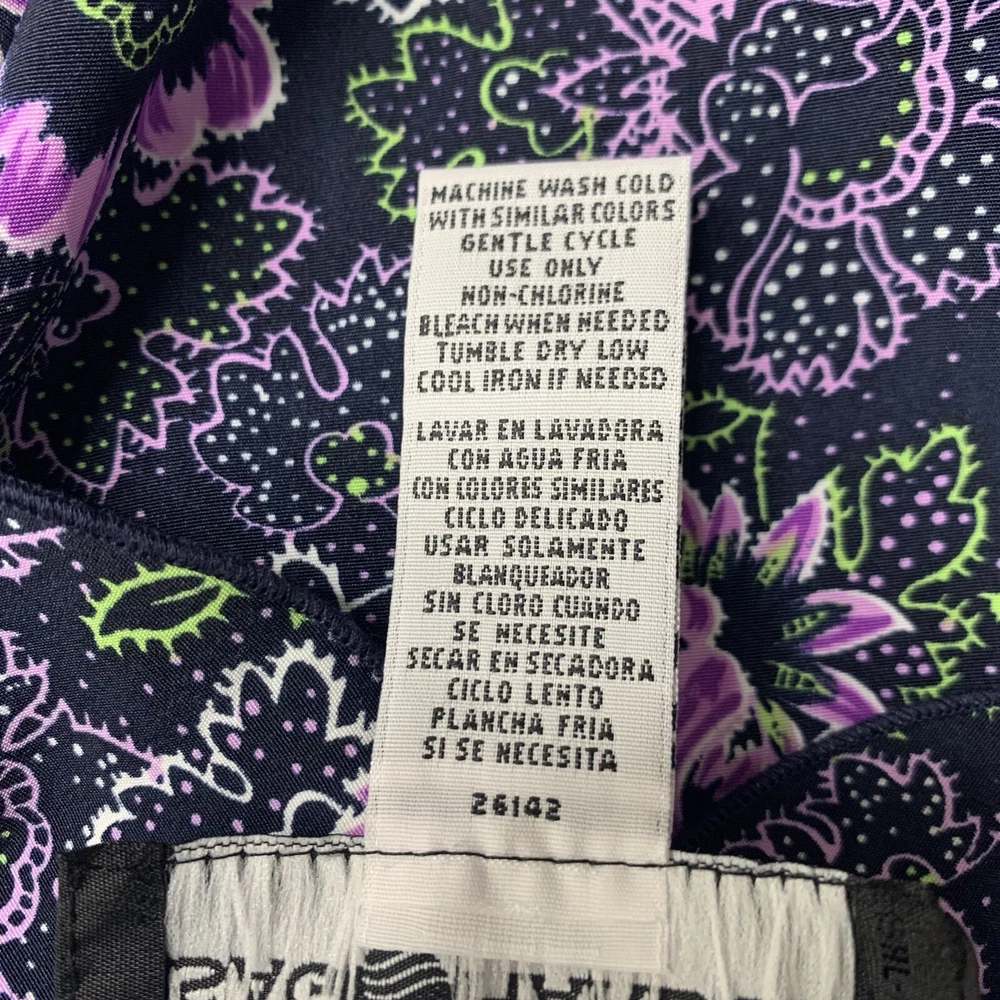 MACHINE WASH COLD
WITH SIMILAR COLORS
GENTLE CYCLE
USE ONLY
NON-CHLORINE
BLEACH WHEN NEEDED
TUMBLE DRY LOW
COOL IRON IF NEEDED
LAVAR EN LAVADORA
CON AGUA FRIA
CON COLORES SIMILARES
CICLO DELICADO
USAR SOLAMENTE
BLANQUEADOR
SIN CLORO CUANDO
SE NECESITE
SECAR EN SECADORA
CICLO LENTO
PLANCHA FRIA
SI SE NECESITA
26142